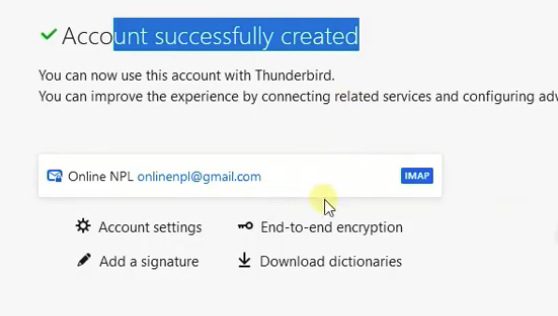 Account successfully created
You can now use this account with Thunderbird.
You can improve the experience by connecting related services and configuring
Online NPL onlinenpl@gmail.com IMAP
Account settings End-to-end encryption
Add a signature Download dictionaries